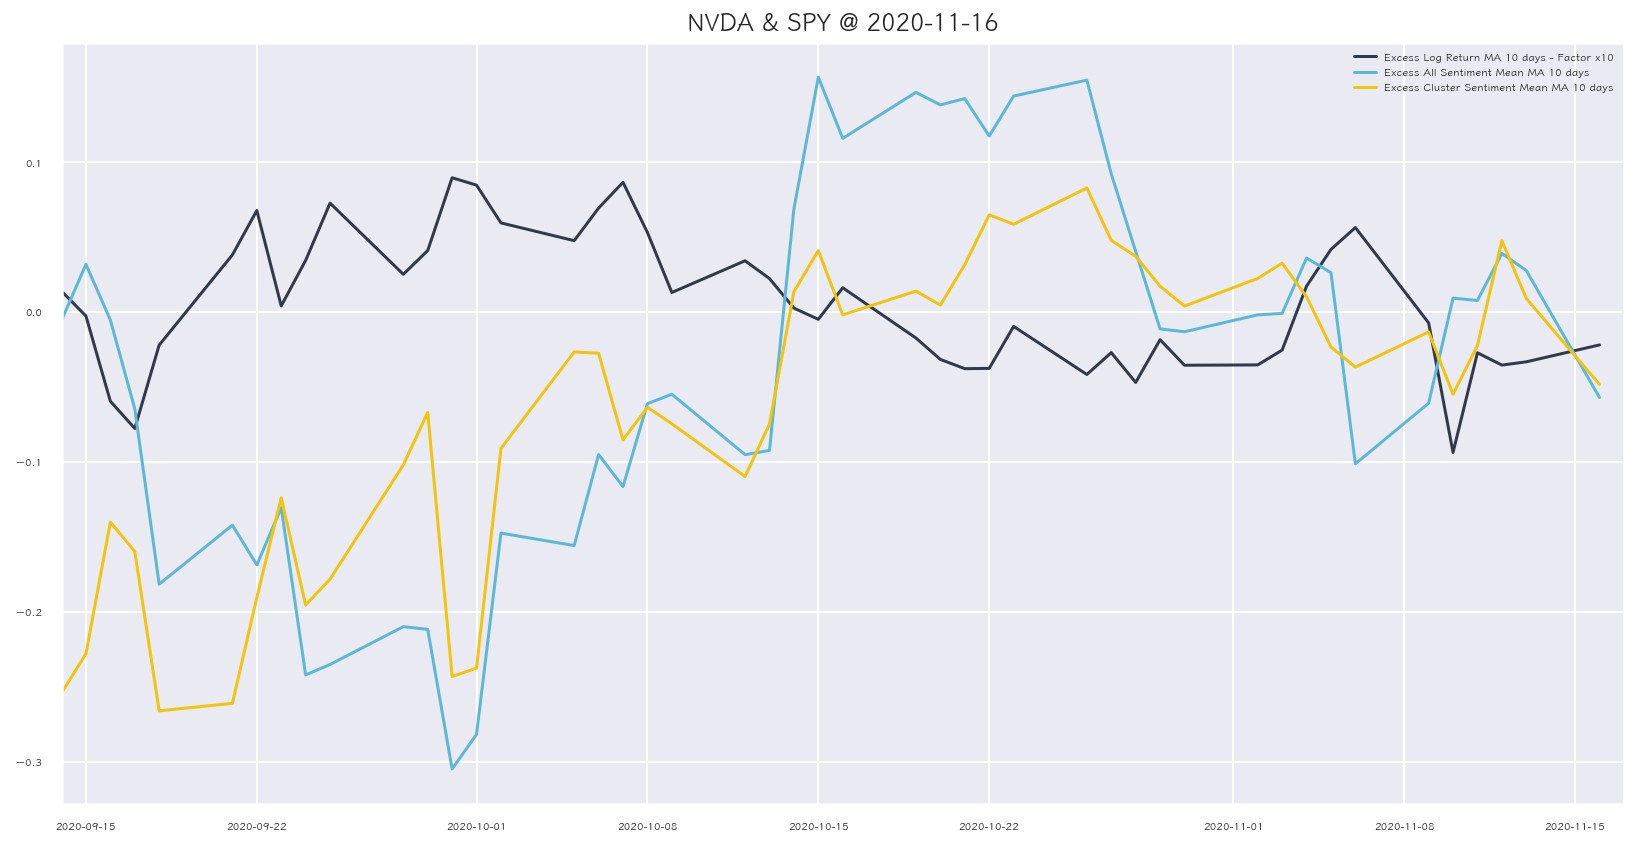 NVDA & SPY @ 2020-11-16
Excess Log Return MA 10 days - Factor x10
Excess All Sentiment Mean MA 10 days
Excess Cluster Sentiment Mean MA 10 days
0.1
0.0
−0.1
−0.2
−0.3
2020-09-15 2020-09-22 2020-10-01 2020-10-08 2020-10-15 2020-10-22 2020-11-01 2020-11-08 2020-11-15